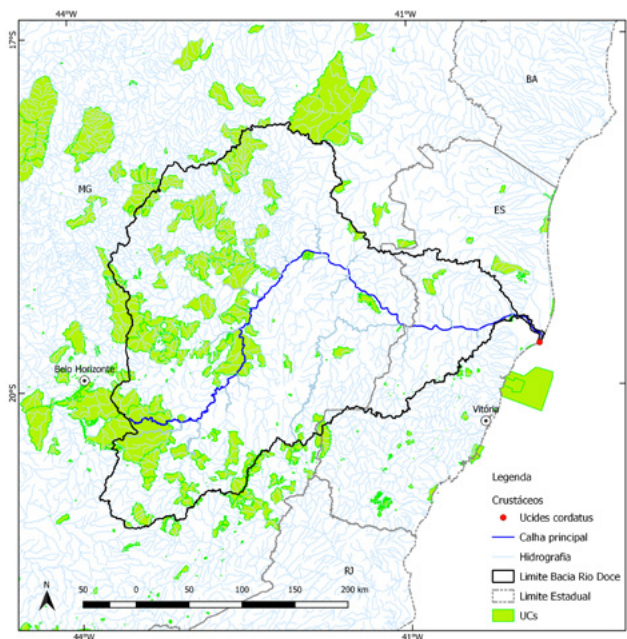 44°W
41°W
17°S
BA
MG
ES
Belo Horizonte
20°S
Vitória
Legenda
Crustáceos
Ucides cordatus
Calha principal
Hidrografia
Limite Bacia Rio Doce
Limite Estadual
UCs
RJ
N
50 0 50 100 150 200 km
44°W
41°W